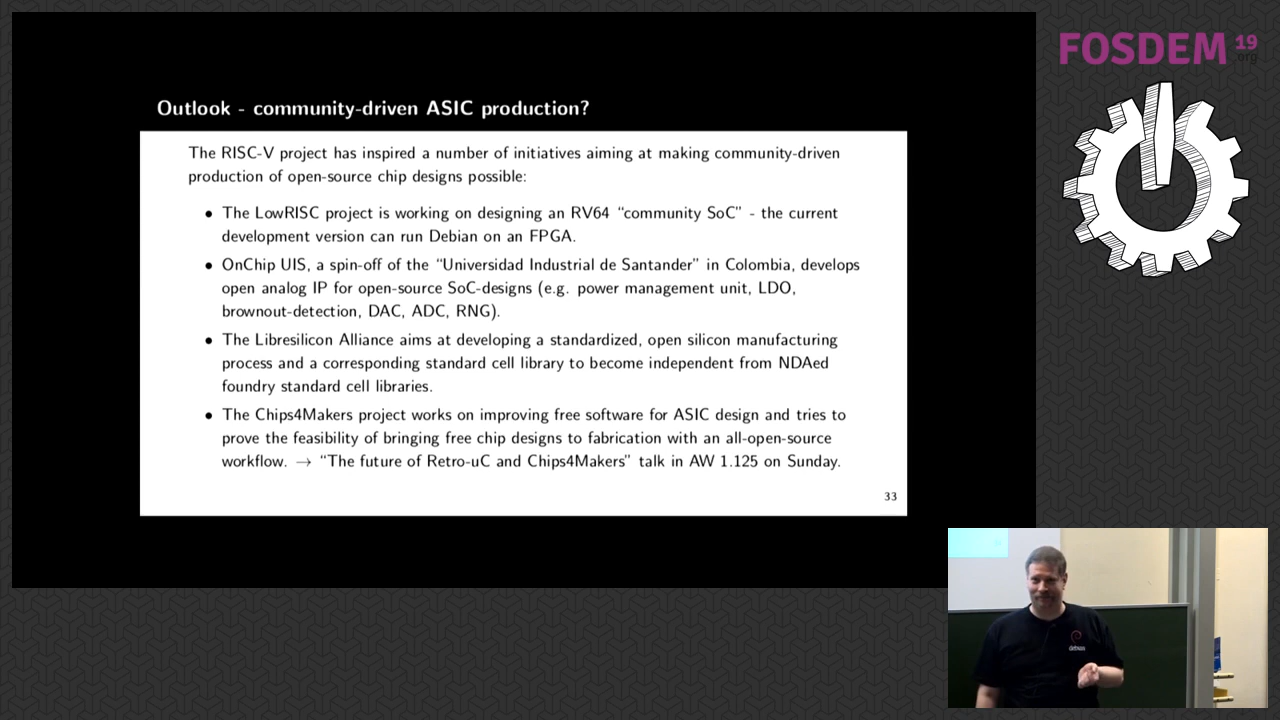 FOSDEM 19
.org
Outlook - community-driven ASIC production?
The RISC-V project has inspired a number of initiatives aiming at making community-driven
production of open-source chip designs possible:
• The LowRISC project is working on designing an RV64 “community SoC” - the current
development version can run Debian on an FPGA.
• OnChip UIS, a spin-off of the “Universidad Industrial de Santander” in Colombia, develops
open analog IP for open-source SoC-designs (e.g. power management unit, LDO,
brownout-detection, DAC, ADC, RNG).
• The Libresilicon Alliance aims at developing a standardized, open silicon manufacturing
process and a corresponding standard cell library to become independent from NDAed
foundry standard cell libraries.
• The Chips4Makers project works on improving free software for ASIC design and tries to
prove the feasibility of bringing free chip designs to fabrication with an all-open-source
workflow. → “The future of Retro-uC and Chips4Makers” talk in AW 1.125 on Sunday.
33
debian